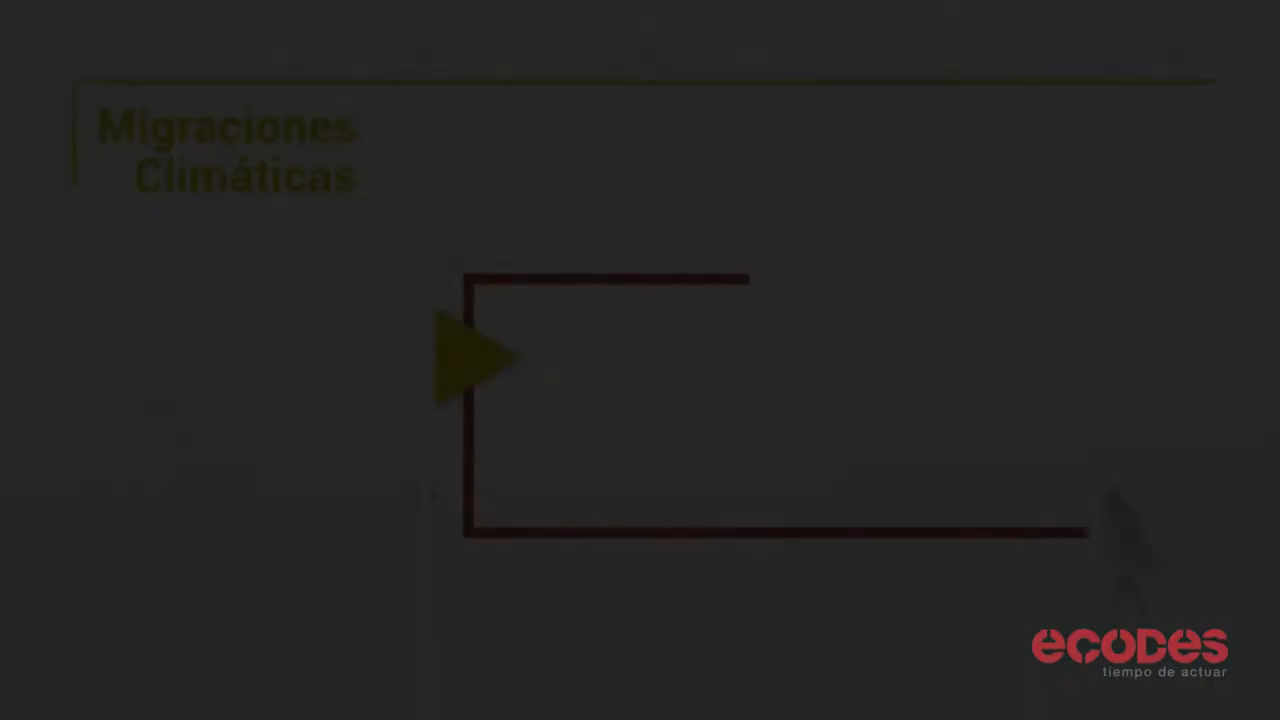 Migraciones
Climáticas
ecodes
tiempo de actuar